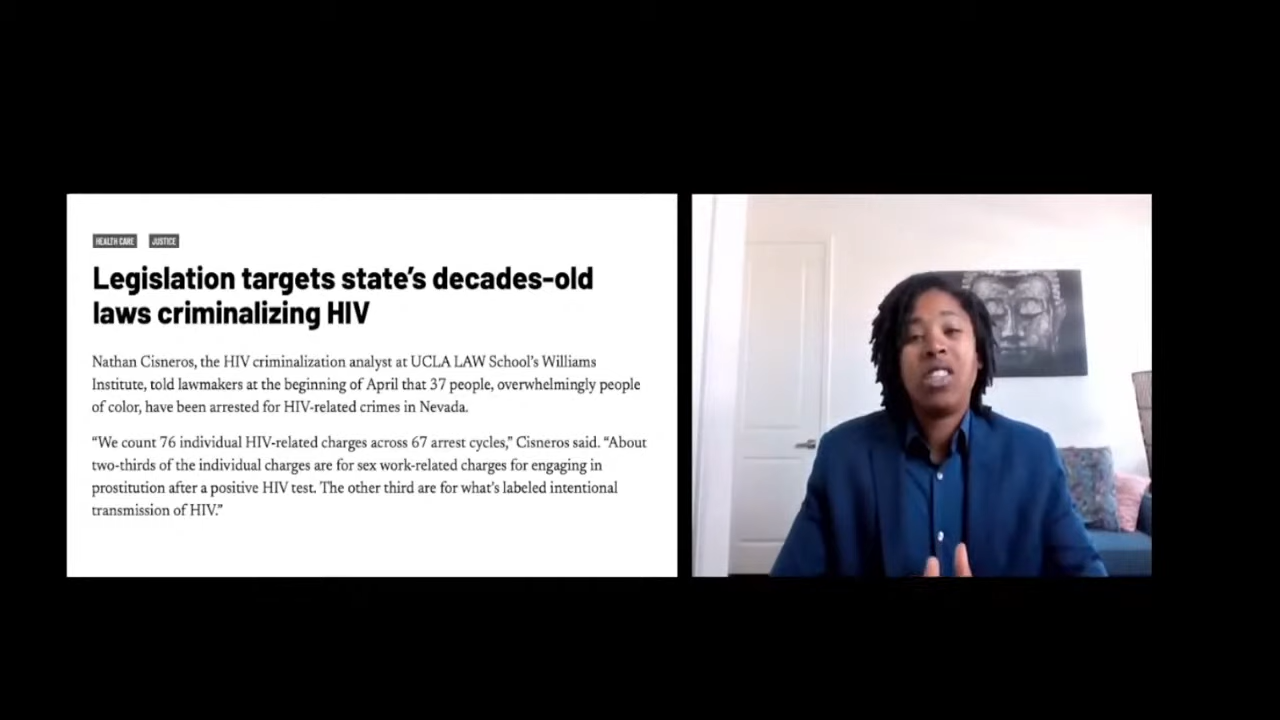 HEALTH CARE JUSTICE
Legislation targets state’s decades-old
laws criminalizing HIV
Nathan Cisneros, the HIV criminalization analyst at UCLA LAW School’s Williams
Institute, told lawmakers at the beginning of April that 37 people, overwhelmingly people
of color, have been arrested for HIV-related crimes in Nevada.
“We count 76 individual HIV-related charges across 67 arrest cycles,” Cisneros said. “About
two-thirds of the individual charges are for sex work-related charges for engaging in
prostitution after a positive HIV test. The other third are for what’s labeled intentional
transmission of HIV.”